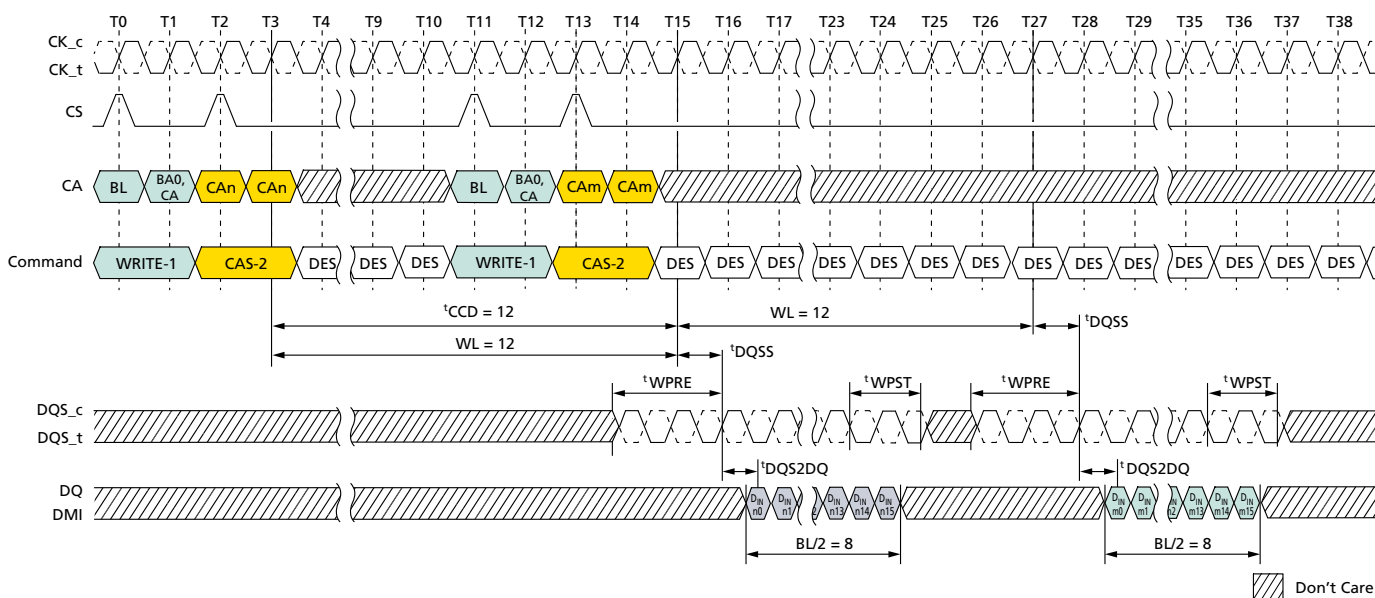 T0 T1 T2 T3 T4 T9 T10 T11 T12 T13 T14 T15 T16 T17 T23 T24 T25 T26 T27 T28 T29 T35 T36 T37 T38
CK_c
CK_t
CS
CA BL BA0, CA CAn CAn BL BA0, CA CAm CAm
Command WRITE-1 CAS-2 DES DES DES WRITE-1 CAS-2 DES DES DES DES DES DES DES DES DES DES DES DES DES DES
tCCD = 12 WL = 12 tDQSS
WL = 12 tDQSS
tWPRE tWPST tWPRE tWPST
DQS_c
DQS_t
tDQS2DQ tDQS2DQ
DQ
DMI
DIN n0 DIN n1 DIN n13 DIN n14 DIN n15 DIN m0 DIN m1 DIN m13 DIN m14 DIN m15
BL/2 = 8 BL/2 = 8
Don't Care